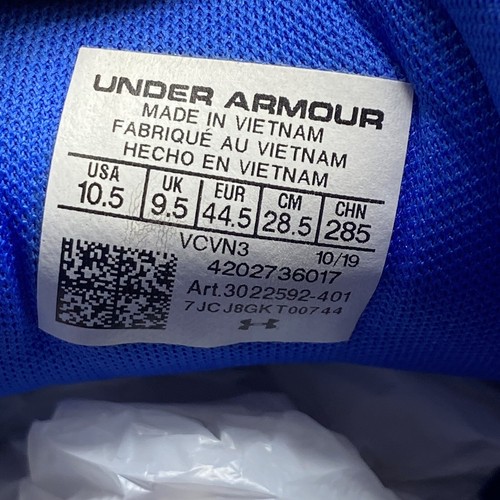 UNDER ARMOUR
MADE IN VIETNAM
FABRIQUÉ AU VIETNAM
HECHO EN VIETNAM
USA UK EUR CM CHN
10.5 9.5 44.5 28.5 285
VCVN3 10/19
4202736017
Art.3022592-401
7JCJ8GKT00744